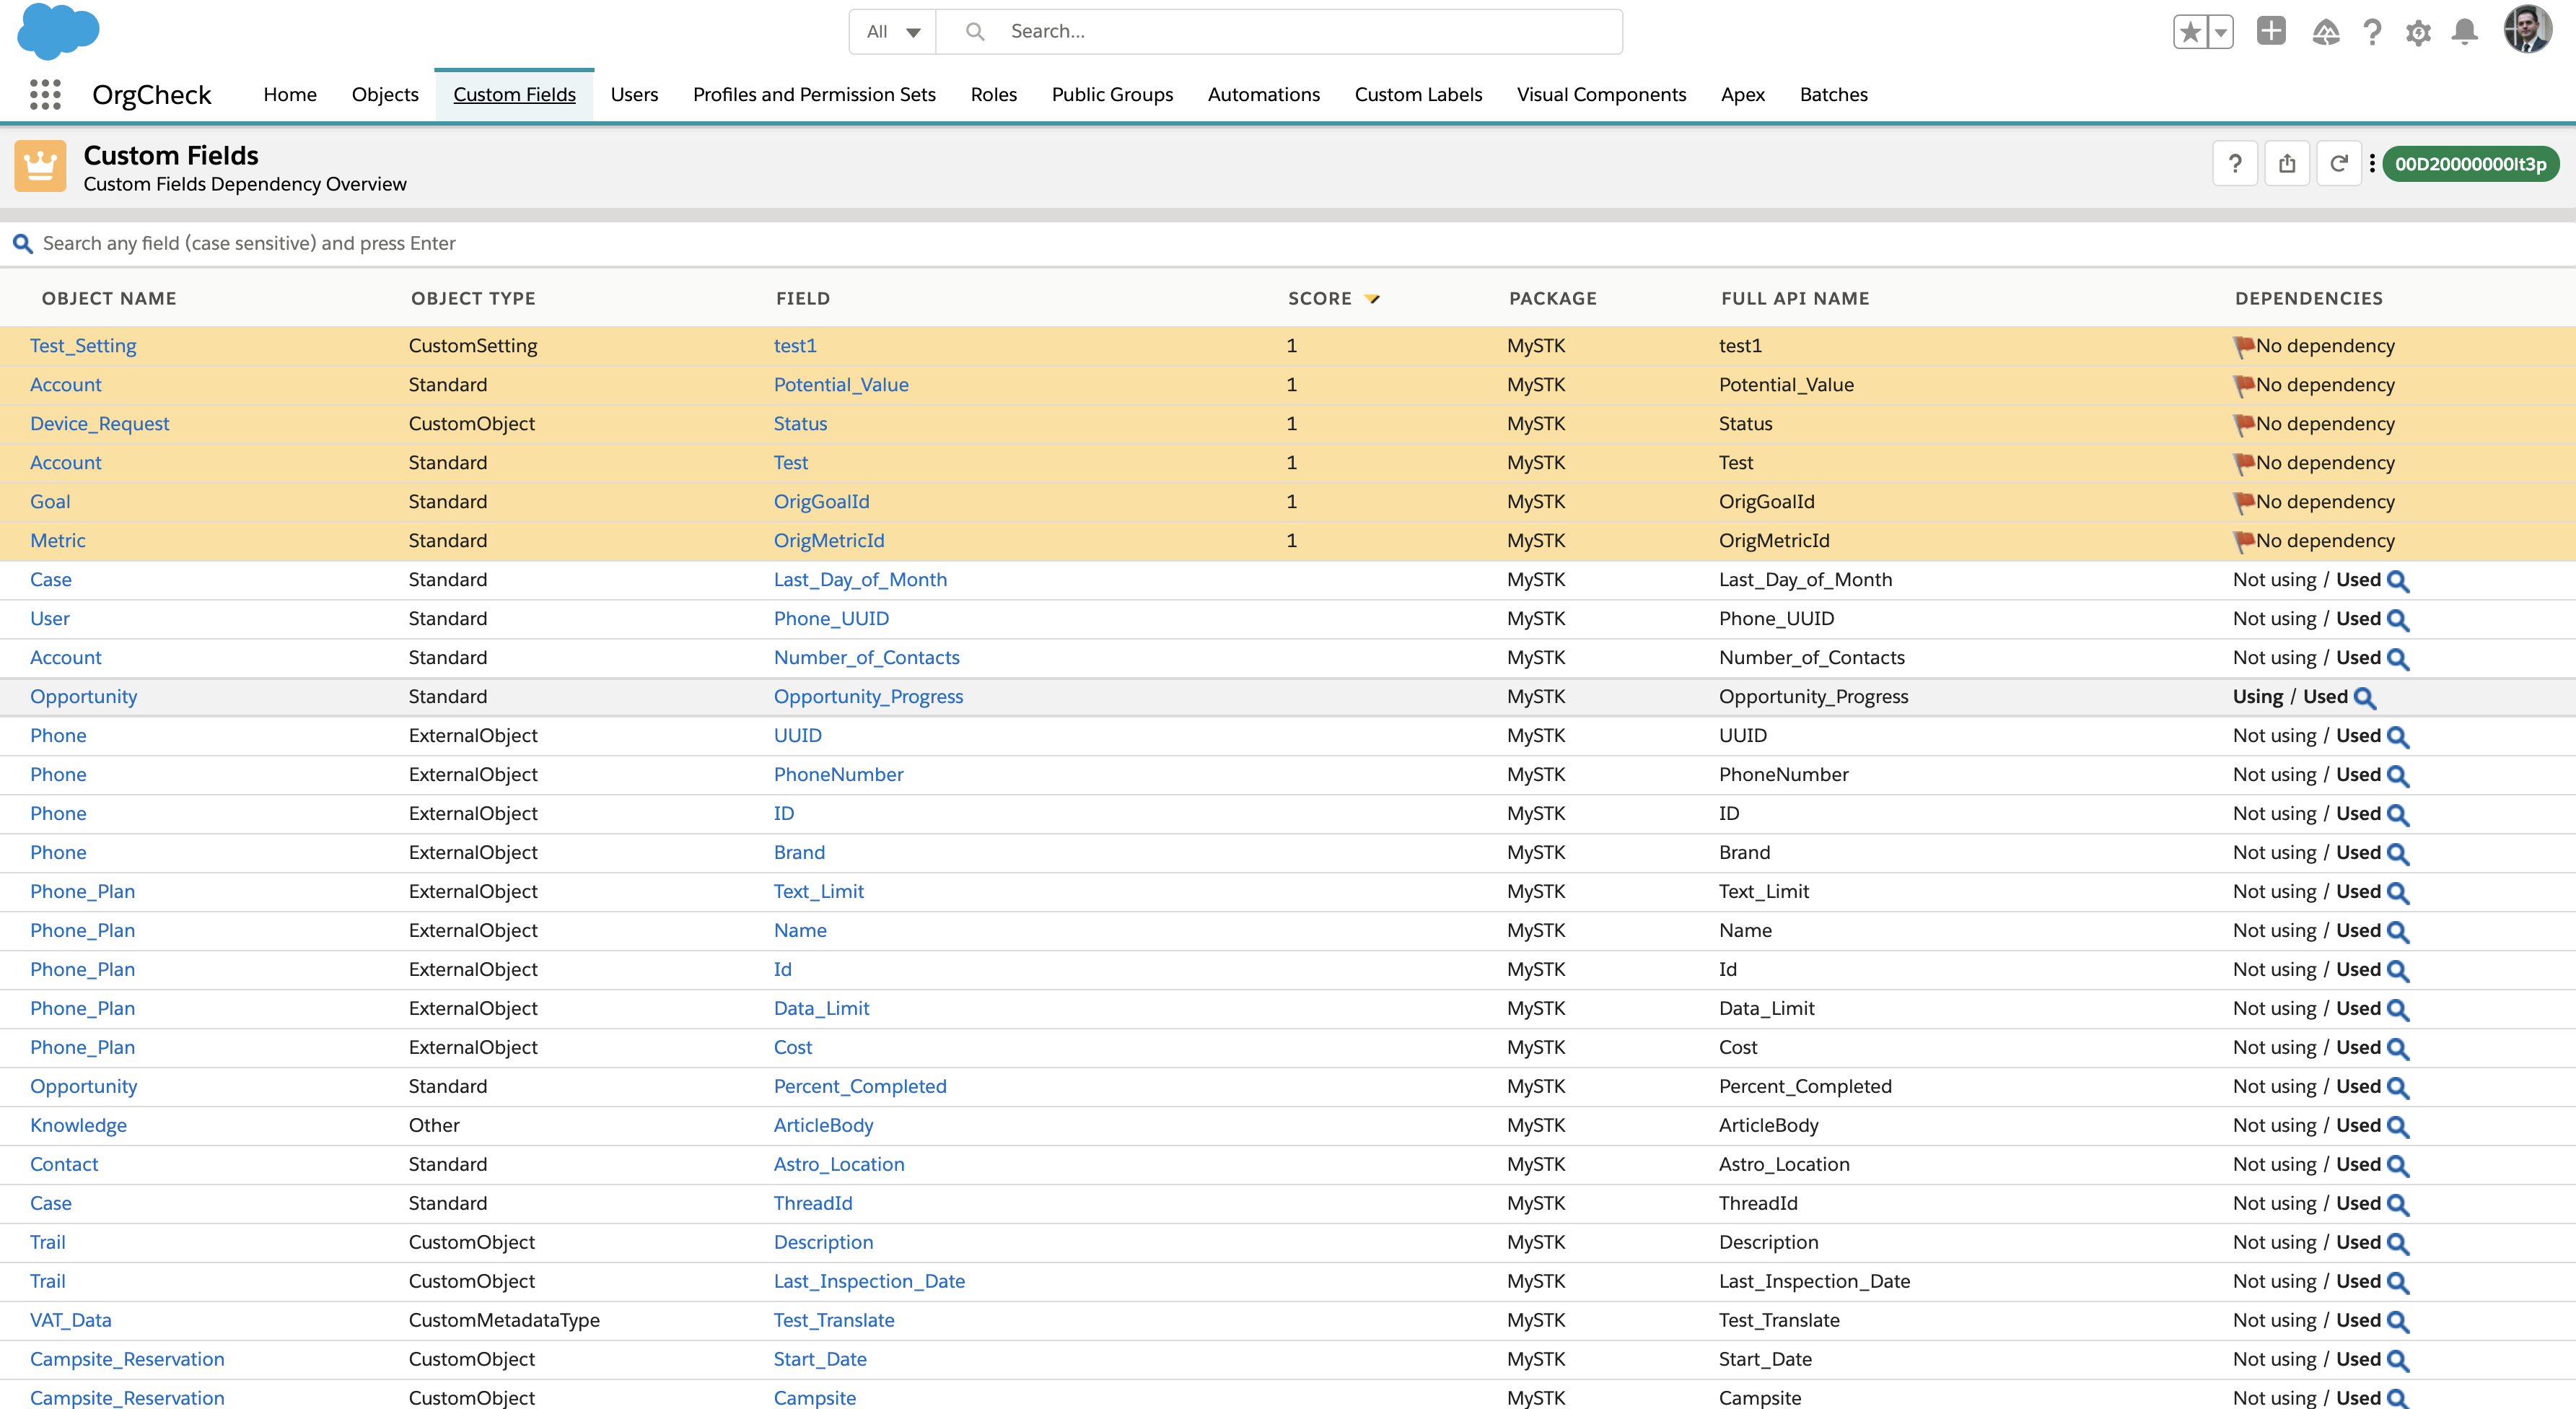 All Search...
OrgCheck Home Objects Custom Fields Users Profiles and Permission Sets Roles Public Groups Automations Custom Labels Visual Components Apex Batches
Custom Fields
Custom Fields Dependency Overview
? 00D20000000It3p
Search any field (case sensitive) and press Enter
OBJECT NAME OBJECT TYPE FIELD SCORE PACKAGE FULL API NAME DEPENDENCIES
Test_Setting CustomSetting test1 1 MySTK test1 No dependency
Account Standard Potential_Value 1 MySTK Potential_Value No dependency
Device_Request CustomObject Status 1 MySTK Status No dependency
Account Standard Test 1 MySTK Test No dependency
Goal Standard OrigGoalId 1 MySTK OrigGoalId No dependency
Metric Standard OrigMetricId 1 MySTK OrigMetricId No dependency
Case Standard Last_Day_of_Month MySTK Last_Day_of_Month Not using / Used
User Standard Phone_UUID MySTK Phone_UUID Not using / Used
Account Standard Number_of_Contacts MySTK Number_of_Contacts Not using / Used
Opportunity Standard Opportunity_Progress MySTK Opportunity_Progress Using / Used
Phone ExternalObject UUID MySTK UUID Not using / Used
Phone ExternalObject PhoneNumber MySTK PhoneNumber Not using / Used
Phone ExternalObject ID MySTK ID Not using / Used
Phone ExternalObject Brand MySTK Brand Not using / Used
Phone_Plan ExternalObject Text_Limit MySTK Text_Limit Not using / Used
Phone_Plan ExternalObject Name MySTK Name Not using / Used
Phone_Plan ExternalObject Id MySTK Id Not using / Used
Phone_Plan ExternalObject Data_Limit MySTK Data_Limit Not using / Used
Phone_Plan ExternalObject Cost MySTK Cost Not using / Used
Opportunity Standard Percent_Completed MySTK Percent_Completed Not using / Used
Knowledge Other ArticleBody MySTK ArticleBody Not using / Used
Contact Standard Astro_Location MySTK Astro_Location Not using / Used
Case Standard ThreadId MySTK ThreadId Not using / Used
Trail CustomObject Description MySTK Description Not using / Used
Trail CustomObject Last_Inspection_Date MySTK Last_Inspection_Date Not using / Used
VAT_Data CustomMetadataType Test_Translate MySTK Test_Translate Not using / Used
Campsite_Reservation CustomObject Start_Date MySTK Start_Date Not using / Used
Campsite_Reservation CustomObject Campsite MySTK Campsite Not using / Used